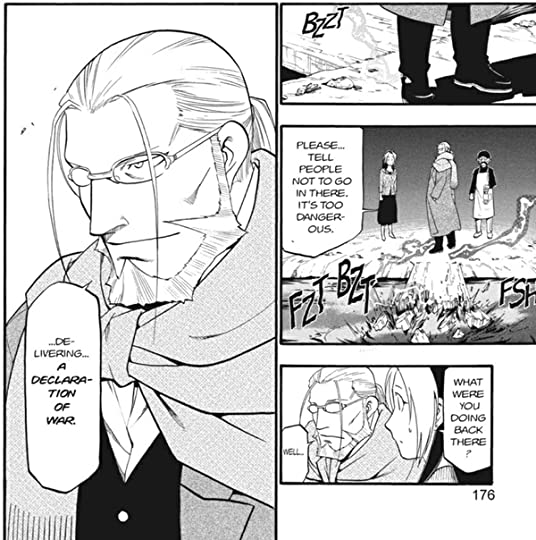 BZZT
PLEASE...
TELL
PEOPLE
NOT TO GO
IN THERE.
IT'S TOO
DANGER-
OUS.
FZT
BZT
FSH
WHAT
WERE
YOU
DOING
BACK
THERE
?
WELL...
...DE-
LIVERING...
A
DECLARA-
TION
OF
WAR.
176